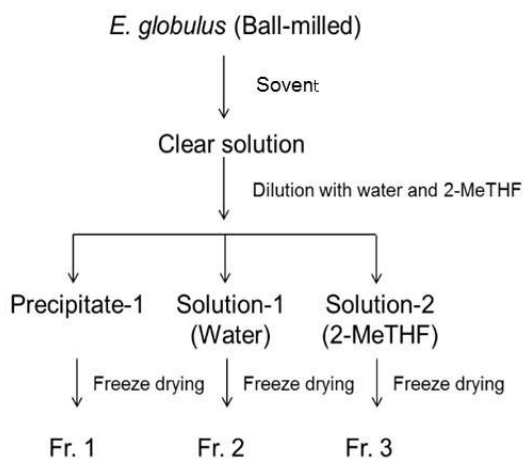 E. globulus (Ball-milled)
Sovent
Clear solution
Dilution with water and 2-MeTHF
Precipitate-1 Solution-1 Solution-2
(Water) (2-MeTHF)
Freeze drying Freeze drying Freeze drying
Fr. 1 Fr. 2 Fr. 3